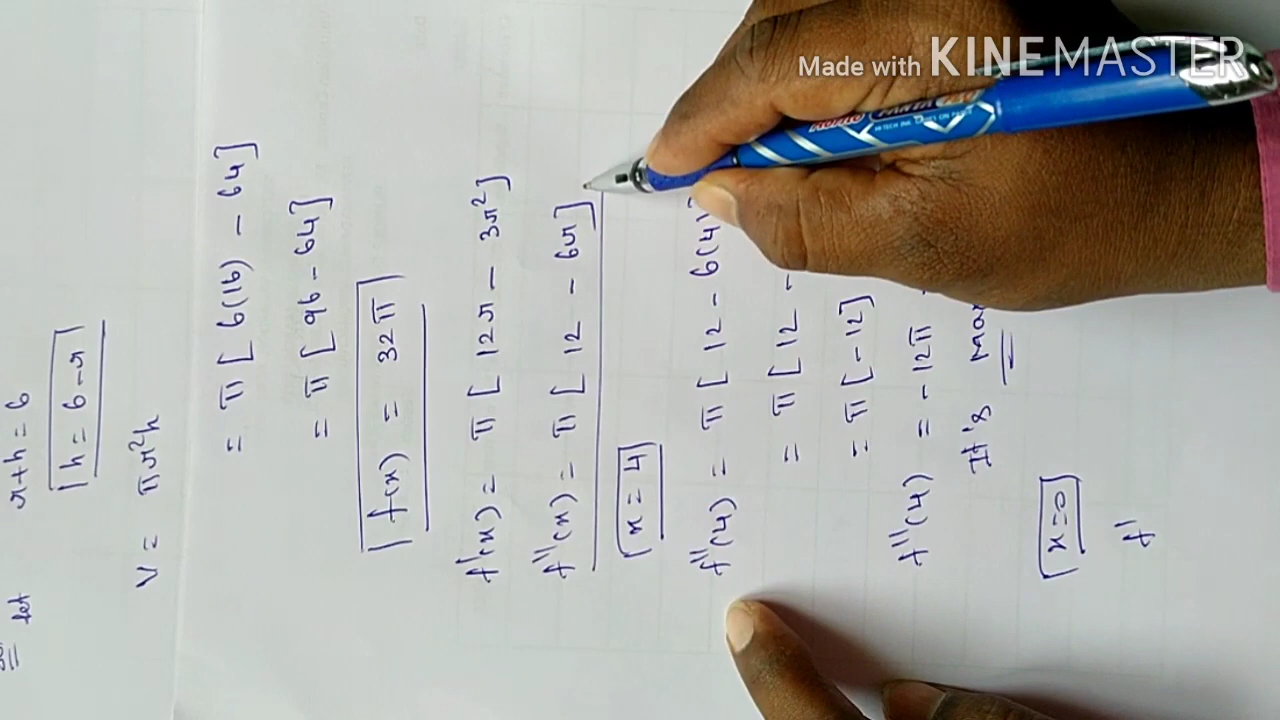 Made with KINEMASTER
let r+h=6
h=6-r
V = πr²h
= π[6(16) - 64]
= π[96-64]
f(x) = 32π
f'(x) = π[12r - 3r²]
f''(x) = π[12 - 6r]
x=4
f''(4) = π[12-6(4)]
= π[12 -
= π[-12]
f''(4) = -12π
It's
x=0
f'